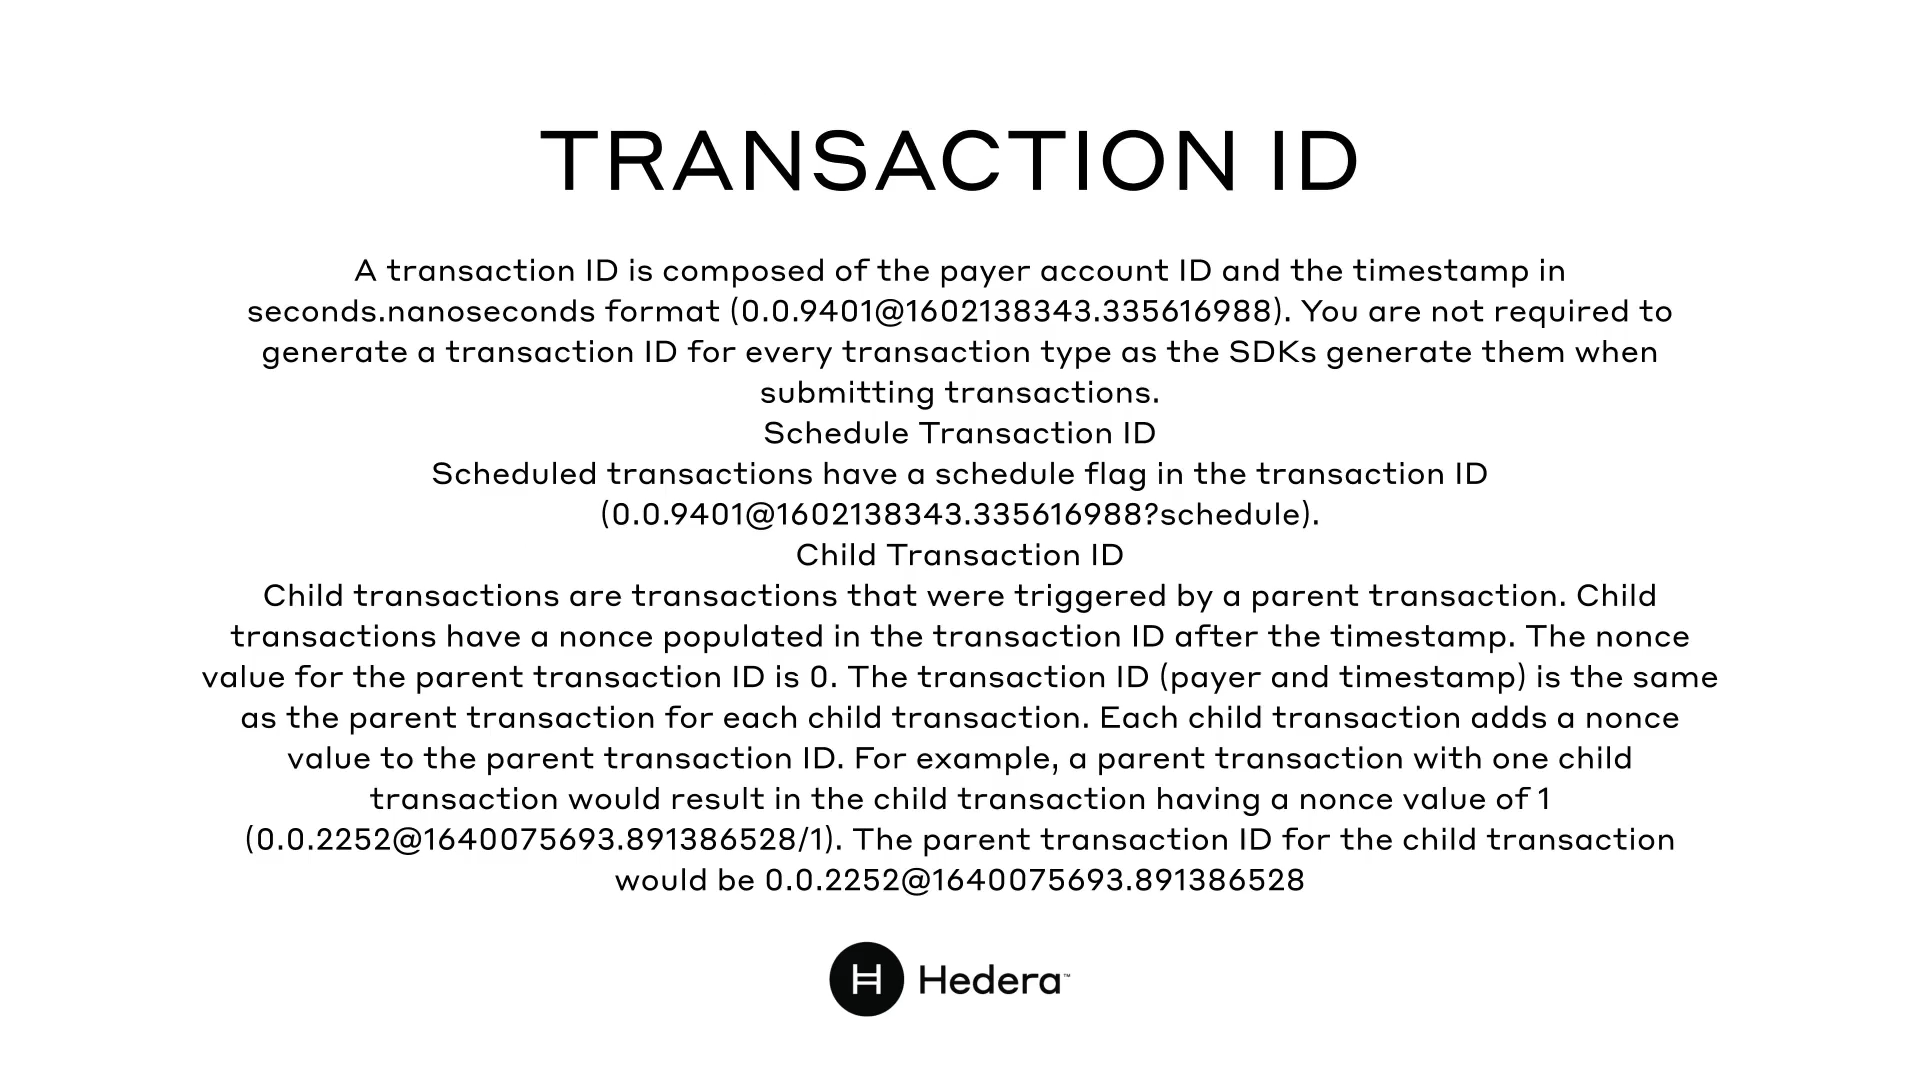 TRANSACTION ID
A transaction ID is composed of the payer account ID and the timestamp in
seconds.nanoseconds format (0.0.9401@1602138343.335616988). You are not required to
generate a transaction ID for every transaction type as the SDKs generate them when
submitting transactions.
Schedule Transaction ID
Scheduled transactions have a schedule flag in the transaction ID
(0.0.9401@1602138343.335616988?schedule).
Child Transaction ID
Child transactions are transactions that were triggered by a parent transaction. Child
transactions have a nonce populated in the transaction ID after the timestamp. The nonce
value for the parent transaction ID is 0. The transaction ID (payer and timestamp) is the same
as the parent transaction for each child transaction. Each child transaction adds a nonce
value to the parent transaction ID. For example, a parent transaction with one child
transaction would result in the child transaction having a nonce value of 1
(0.0.2252@1640075693.891386528/1). The parent transaction ID for the child transaction
would be 0.0.2252@1640075693.891386528
H Hedera™